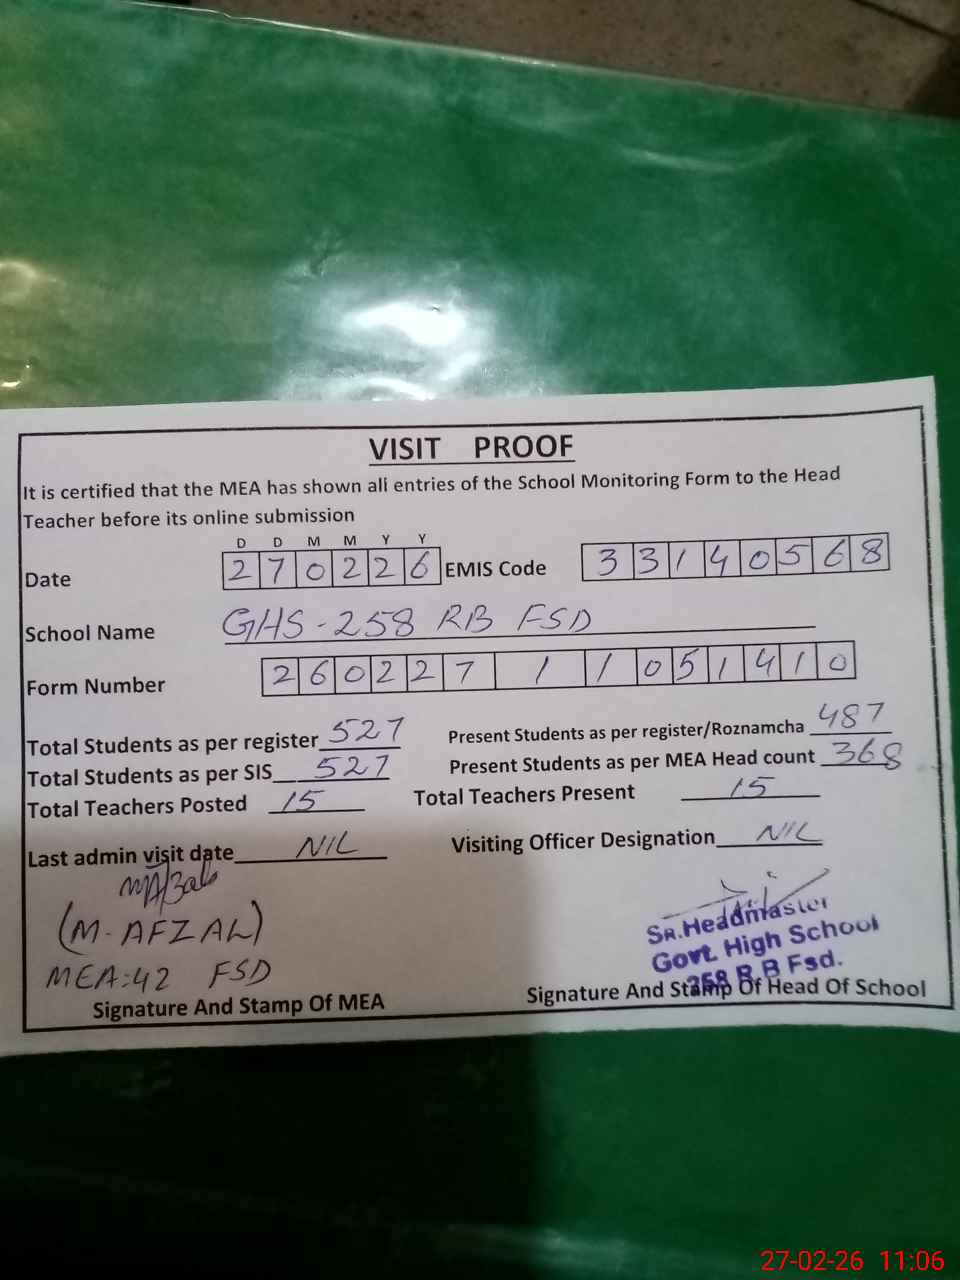 VISIT PROOF
It is certified that the MEA has shown all entries of the School Monitoring Form to the Head
Teacher before its online submission
D D M M Y Y
Date 2 7 0 2 2 6 EMIS Code 3 3 1 4 0 5 6 8
School Name GHS-258 RB FSD
Form Number 2 6 0 2 2 7 1 1 0 5 1 4 1 0
Total Students as per register 527 Present Students as per register/Roznamcha 487
Total Students as per SIS 527 Present Students as per MEA Head count 368
Total Teachers Posted 15 Total Teachers Present 15
Last admin visit date NIL Visiting Officer Designation NIL
(M. AFZAL)
MEA:42 FSD
Signature And Stamp Of MEA
SR.Headmaster
Govt. High School
258 R.B Fsd.
Signature And Stamp Of Head Of School
27-02-26 11:06